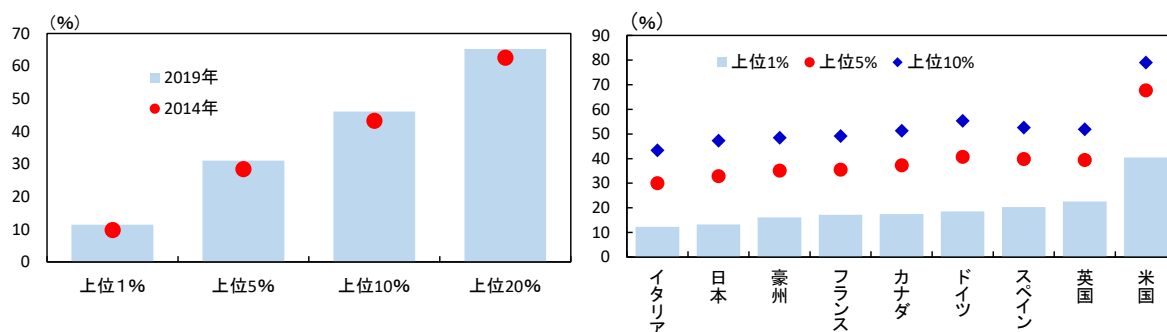 （%）
70
60
50
40
30
20
10
0
2019年
2014年
上位1%
上位5%
上位10%
上位20%
（%）
90
80
70
60
50
40
30
20
10
0
上位1%
上位5%
上位10%
イタリア
日本
豪州
フランス
カナダ
ドイツ
スペイン
英国
米国